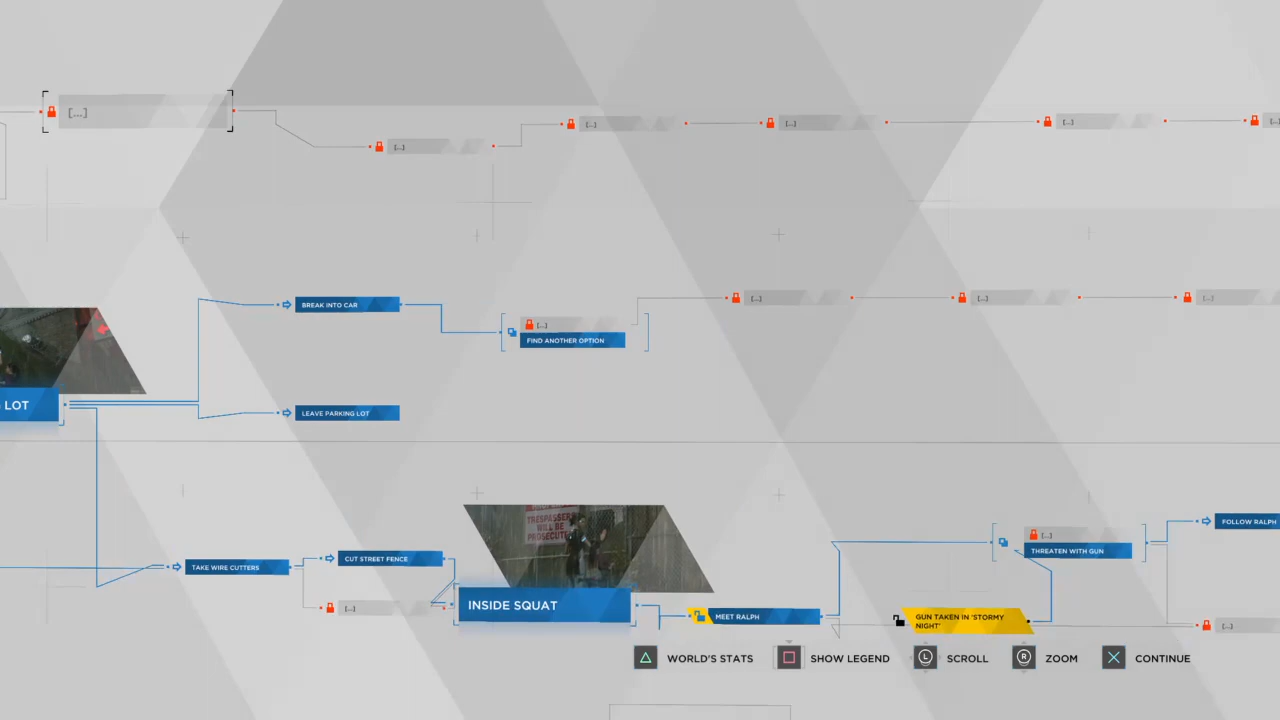 [...]
[...]
[...]
[...]
[...]
BREAK INTO CAR
[...]
[...]
[...]
[...]
FIND ANOTHER OPTION
LOT
LEAVE PARKING LOT
TRESPASSERS
WILL BE
PROSECUTED
FOLLOW RALPH
[...]
THREATEN WITH GUN
CUT STREET FENCE
TAKE WIRE CUTTERS
[...]
INSIDE SQUAT
MEET RALPH
GUN TAKEN IN 'STORMY
NIGHT'
[...]
WORLD'S STATS
SHOW LEGEND
L
SCROLL
R
ZOOM
CONTINUE